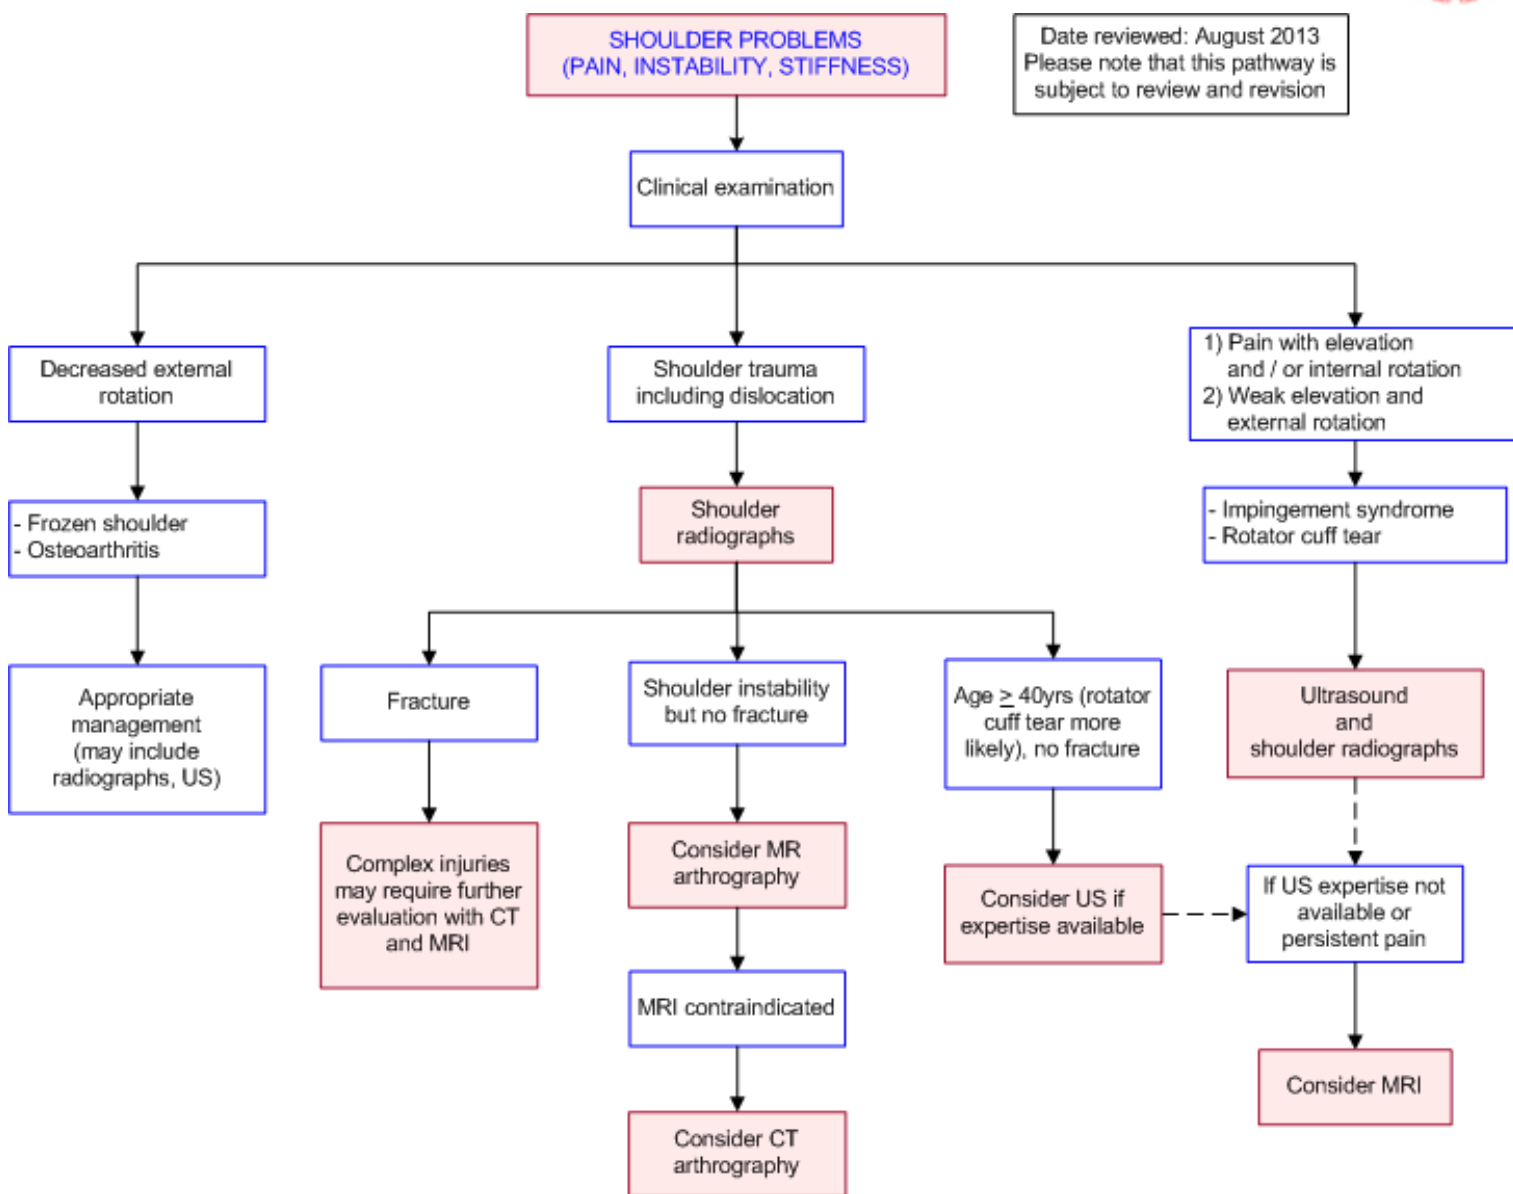 SHOULDER PROBLEMS
(PAIN, INSTABILITY, STIFFNESS)
Date reviewed: August 2013
Please note that this pathway is
subject to review and revision
Clinical examination
Decreased external
rotation
Shoulder trauma
including dislocation
1) Pain with elevation
and / or internal rotation
2) Weak elevation and
external rotation
- Frozen shoulder
- Osteoarthritis
Shoulder
radiographs
- Impingement syndrome
- Rotator cuff tear
Appropriate
management
(may include
radiographs, US)
Fracture
Shoulder instability
but no fracture
Age ≥ 40yrs (rotator
cuff tear more
likely), no fracture
Ultrasound
and
shoulder radiographs
Complex injuries
may require further
evaluation with CT
and MRI
Consider MR
arthrography
Consider US if
expertise available
If US expertise not
available or
persistent pain
MRI contraindicated
Consider MRI
Consider CT
arthrography